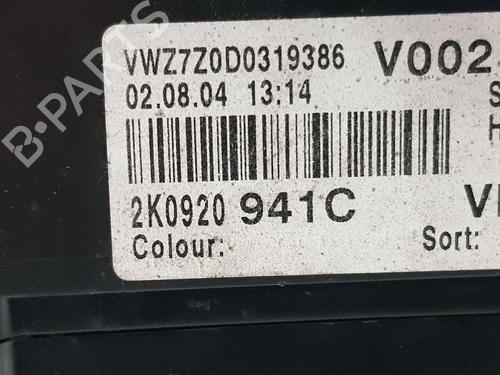 VWZ7Z0D0319386 V002
02.08.04 13:14
2K0920 941C
Colour: Sort:
B-PARTS